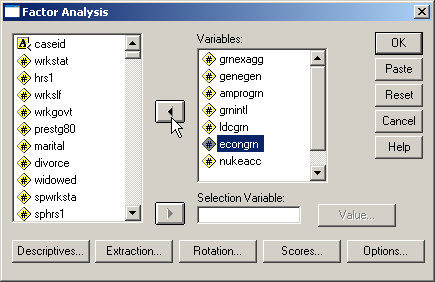 Factor Analysis
caseid
wrkstat
hrs1
wrkslf
wrkgovt
prestg80
marital
divorce
widowed
spwrksta
sphrs1
Variables:
grnexagg
genegen
amprogrn
grnintl
ldcgrn
econgrn
nukeacc
Selection Variable:
Value...
OK
Paste
Reset
Cancel
Help
Descriptives...
Extraction...
Rotation...
Scores...
Options...